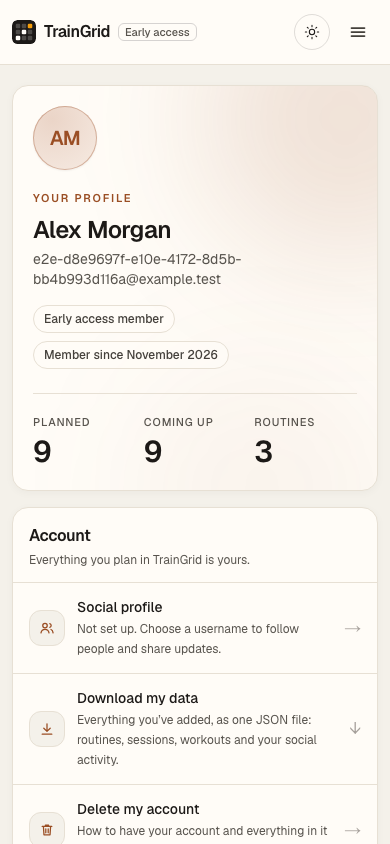 TrainGrid
Early access
AM
YOUR PROFILE
Alex Morgan
e2e-d8e9697f-e10e-4172-8d5b-
bb4b993d116a@example.test
Early access member
Member since November 2026
PLANNED
COMING UP
ROUTINES
9
9
3
Account
Everything you plan in TrainGrid is yours.
Social profile
Not set up. Choose a username to follow
people and share updates.
Download my data
Everything you've added, as one JSON file:
routines, sessions, workouts and your social
activity.
Delete my account
How to have your account and everything in it